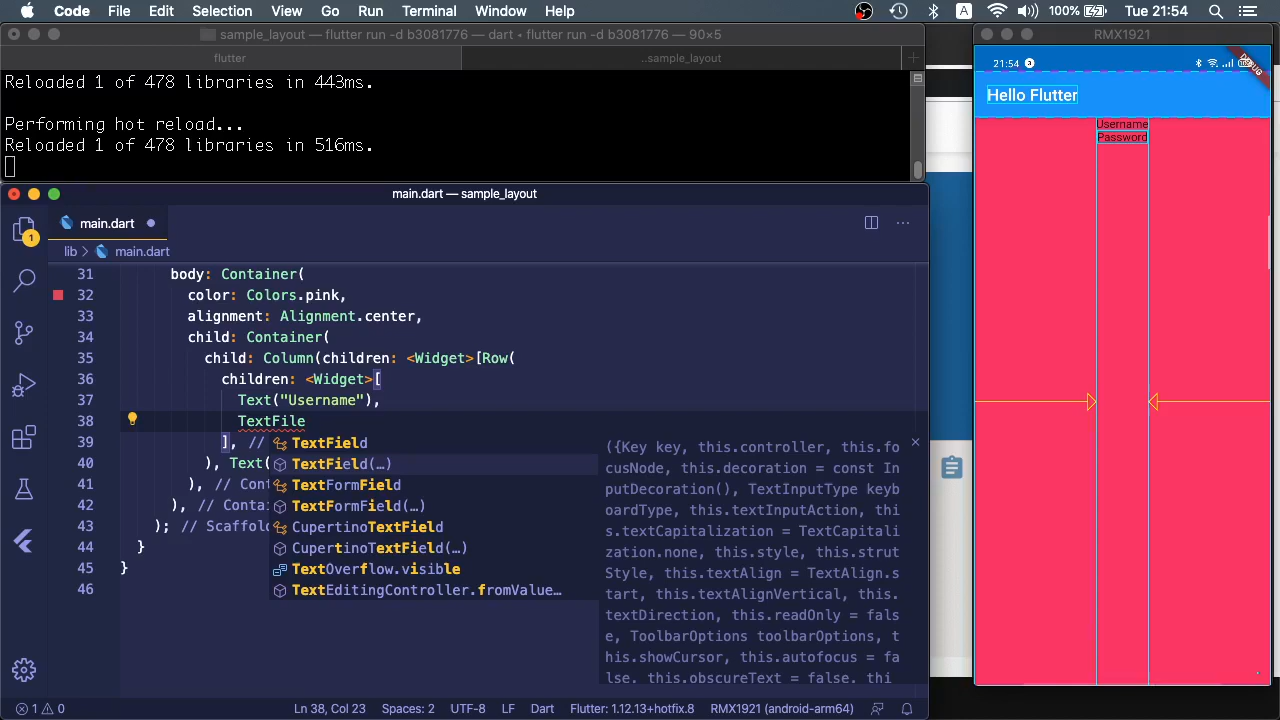 Code File Edit Selection View Go Run Terminal Window Help A 100% Tue 21:54
sample_layout — flutter run -d b3081776 — dart • flutter run -d b3081776 — 90×5
flutter ..sample_layout +
Reloaded 1 of 478 libraries in 443ms.
Performing hot reload...
Reloaded 1 of 478 libraries in 516ms.
main.dart — sample_layout
1
main.dart
lib > main.dart
31 body: Container(
32 color: Colors.pink,
33 alignment: Alignment.center,
34 child: Container(
35 child: Column(children: <Widget>[Row(
36 children: <Widget>[
37 Text("Username"),
38 TextFile
39 ], //
40 ), Text(
41 ), // Cont
42 ), // Contai
43 ); // Scaffold
44 }
45 }
46
TextField
TextField(…)
TextFormField
TextFormField(…)
CupertinoTextField
CupertinoTextField(…)
TextOverflow.visible
TextEditingController.fromValue…
({Key key, this.controller, this.fo
cusNode, this.decoration = const In
putDecoration(), TextInputType keyb
oardType, this.textInputAction, thi
s.textCapitalization = TextCapitali
zation.none, this.style, this.strut
Style, this.textAlign = TextAlign.s
tart, this.textAlignVertical, this.
textDirection, this.readOnly = fals
e, ToolbarOptions toolbarOptions, t
his.showCursor, this.autofocus = fa
lse, this.obscureText = false, thi
1 0 Ln 38, Col 23 Spaces: 2 UTF-8 LF Dart Flutter: 1.12.13+hotfix.8 RMX1921 (android-arm64)
RMX1921
21:54 3
DEBUG
Hello Flutter
Username
Password